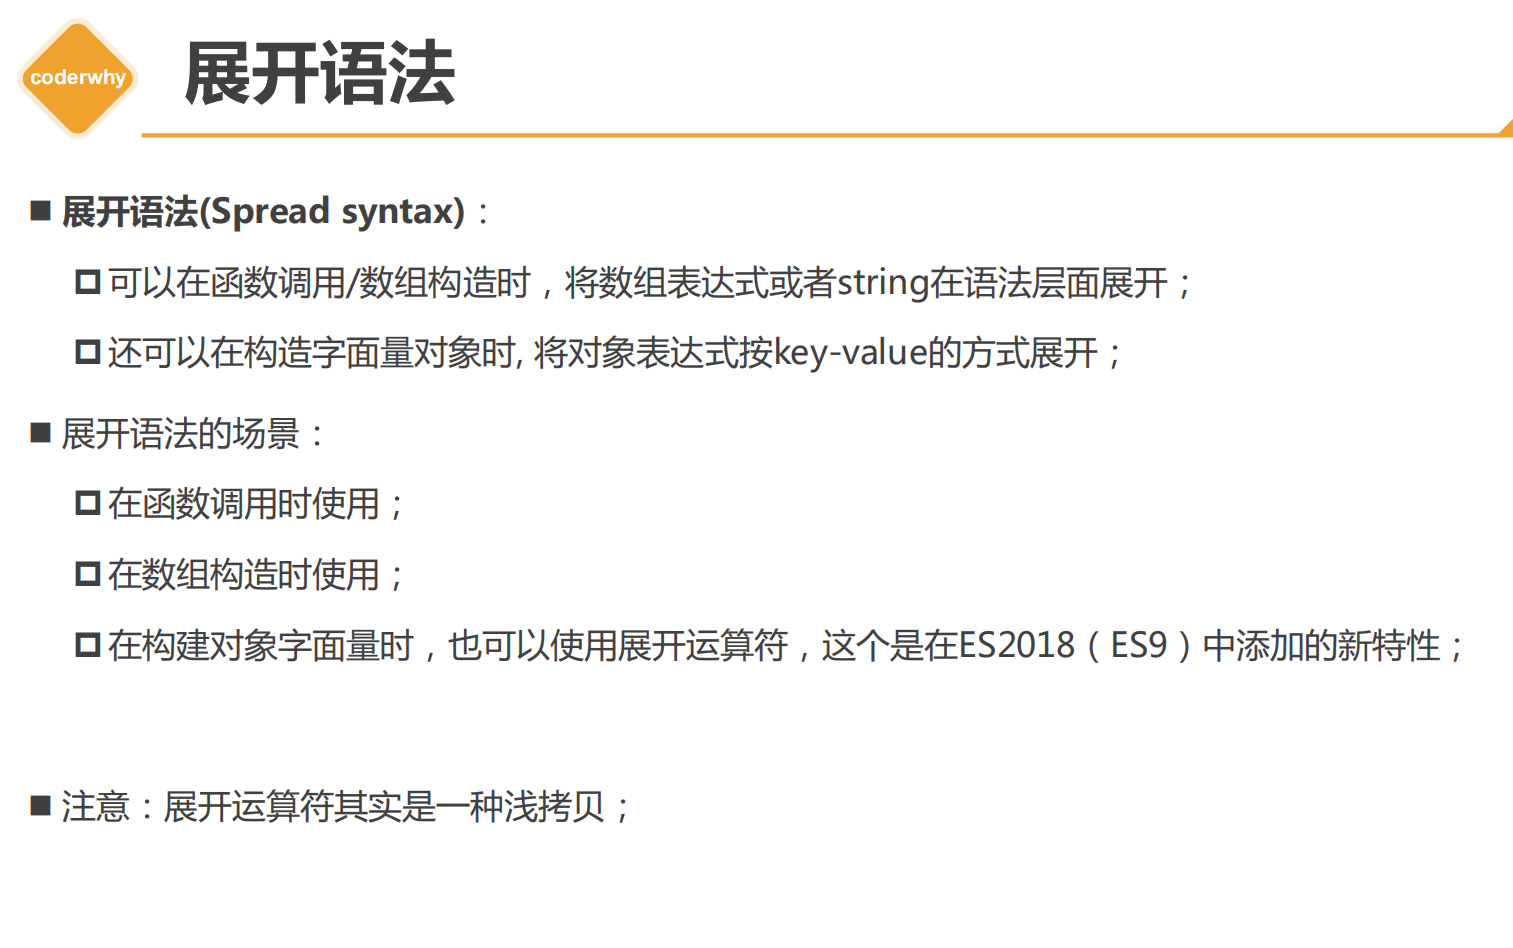 coderwhy
展开语法
展开语法(Spread syntax)：
可以在函数调用/数组构造时，将数组表达式或者string在语法层面展开；
还可以在构造字面量对象时, 将对象表达式按key-value的方式展开；
展开语法的场景：
在函数调用时使用；
在数组构造时使用；
在构建对象字面量时，也可以使用展开运算符，这个是在ES2018（ES9）中添加的新特性；
注意：展开运算符其实是一种浅拷贝；